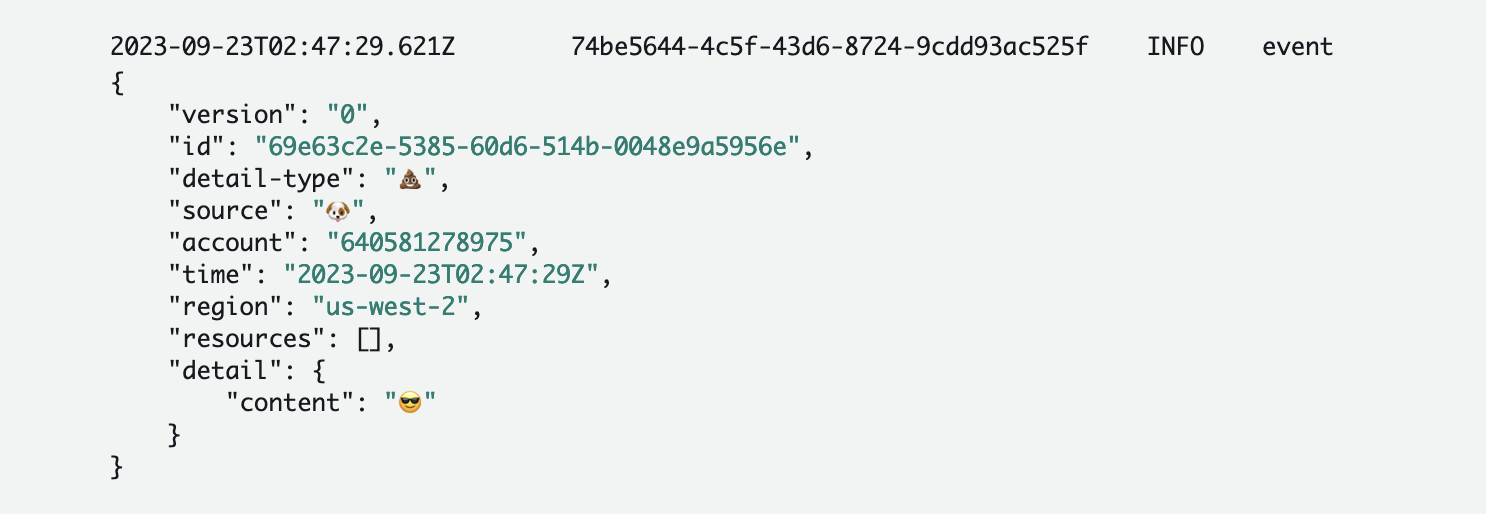 2023-09-23T02:47:29.621Z        74be5644-4c5f-43d6-8724-9cdd93ac525f    INFO    event
{
    "version": "0",
    "id": "69e63c2e-5385-60d6-514b-0048e9a5956e",
    "detail-type": "💩",
    "source": "🐶",
    "account": "640581278975",
    "time": "2023-09-23T02:47:29Z",
    "region": "us-west-2",
    "resources": [],
    "detail": {
        "content": "😎"
    }
}